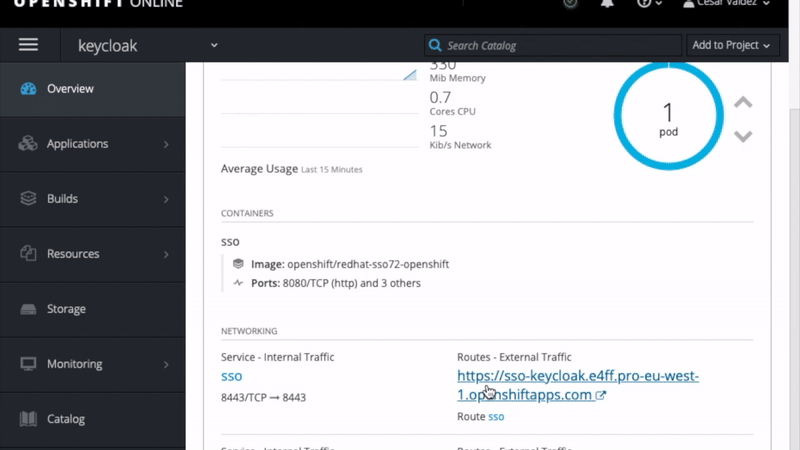 OPENSHIFT ONLINE
Cesar Valdez
keycloak
Search Catalog
Add to Project
Overview
Applications
Builds
Resources
Storage
Monitoring
Catalog
330
Mib Memory
0.7
Cores CPU
15
Kib/s Network
1
pod
Average Usage Last 15 Minutes
CONTAINERS
sso
Image: openshift/redhat-sso72-openshift
Ports: 8080/TCP (http) and 3 others
NETWORKING
Service - Internal Traffic
sso
8443/TCP → 8443
Routes - External Traffic
https://sso-keycloak.e4ff.pro-eu-west-
1.openshiftapps.com
Route sso
Service - Internal Traffic
Routes - External Traffic